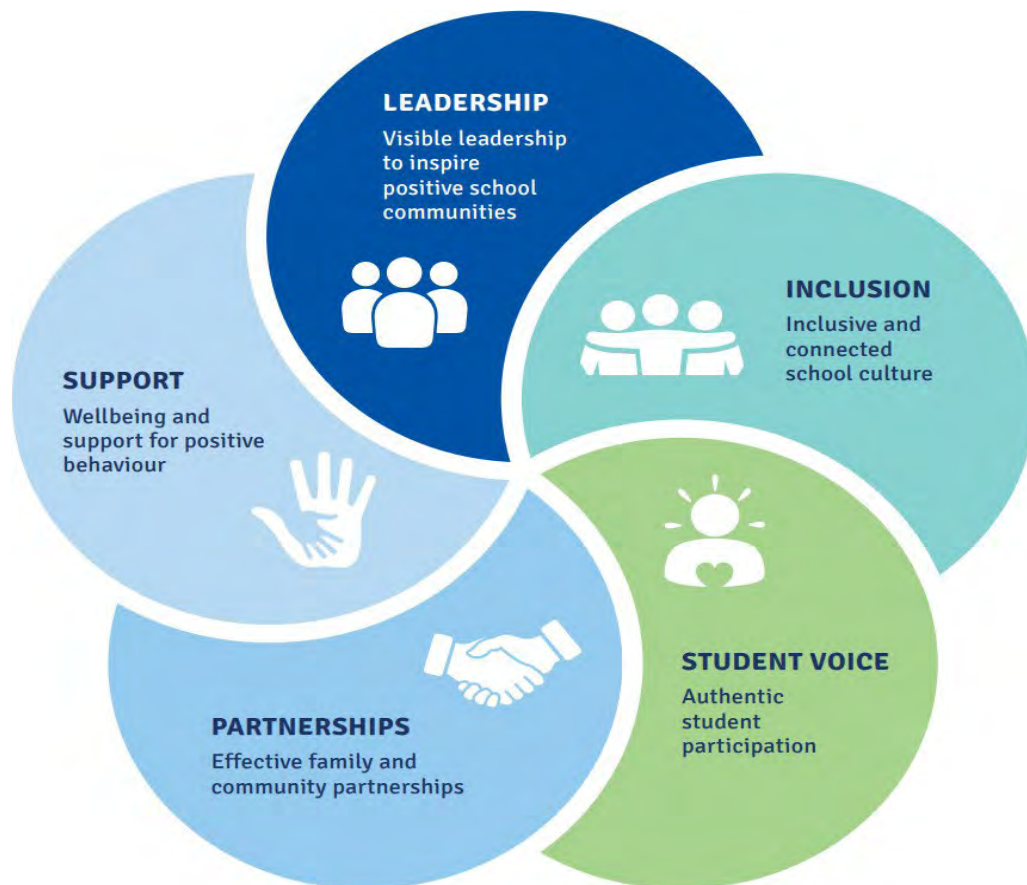 LEADERSHIP
Visible leadership
to inspire
positive school
communities
INCLUSION
Inclusive and
connected
school culture
STUDENT VOICE
Authentic
student
participation
PARTNERSHIPS
Effective family and
community partnerships
SUPPORT
Wellbeing and
support for positive
behaviour